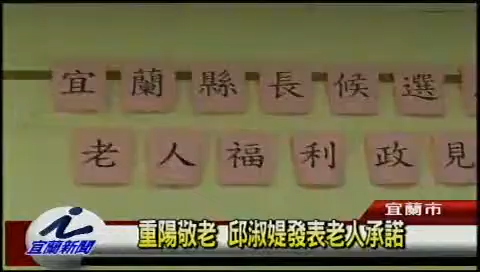 宜蘭縣長候選
老人福利政見
宜蘭市
重陽敬老 邱淑媞發表老人承諾
宜蘭新聞